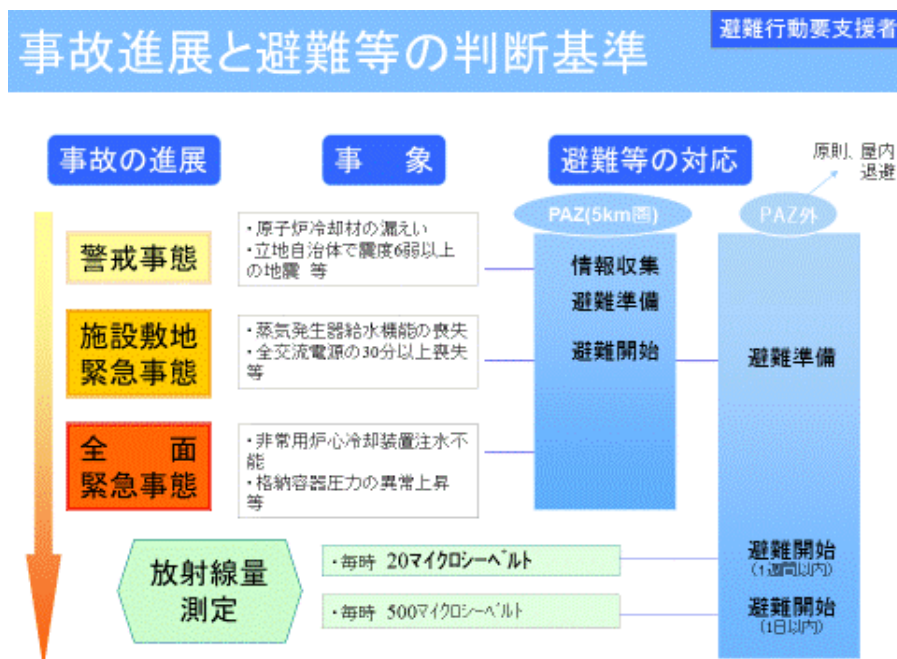 避難行動要支援者
事故進展と避難等の判断基準
事故の進展
事　象
避難等の対応
原則、屋内
退避
PAZ(5km圏)
PAZ外
警戒事態
・原子炉冷却材の漏えい
・立地自治体で震度6弱以上
の地震 等
情報収集
避難準備
施設敷地
緊急事態
・蒸気発生器給水機能の喪失
・全交流電源の30分以上喪失
等
避難開始
避難準備
全　面
緊急事態
・非常用炉心冷却装置注水不
能
・格納容器圧力の異常上昇
等
放射線量
測定
・毎時 20マイクロシーベルト
避難開始
(1週間以内)
・毎時 500マイクロシーベルト
避難開始
(1日以内)